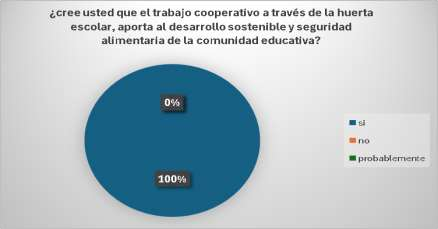 ¿cree usted que el trabajo cooperativo a través de la huerta
escolar, aporta al desarrollo sostenible y seguridad
alimentaria de la comunidad educativa?
0%
100%
si
no
probablemente